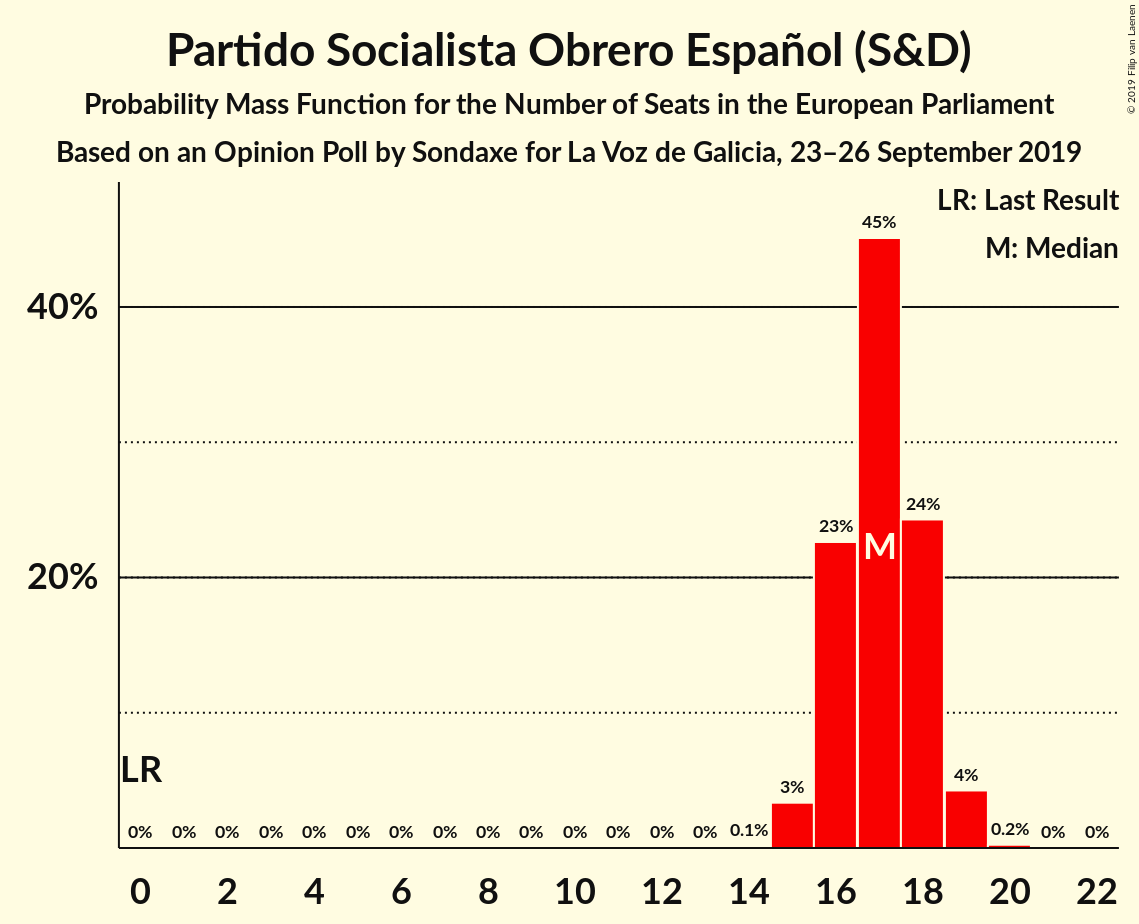 Partido Socialista Obrero Español (S&D)
Probability Mass Function for the Number of Seats in the European Parliament
Based on an Opinion Poll by Sondaxe for La Voz de Galicia, 23–26 September 2019
© 2019 Filip van Laenen
LR: Last Result
M: Median
45%
40%
24%
23%
M
20%
LR
4%
3%
0% 0% 0% 0% 0% 0% 0% 0% 0% 0% 0% 0% 0% 0% 0.1% 0.2% 0% 0%
0 2 4 6 8 10 12 14 16 18 20 22